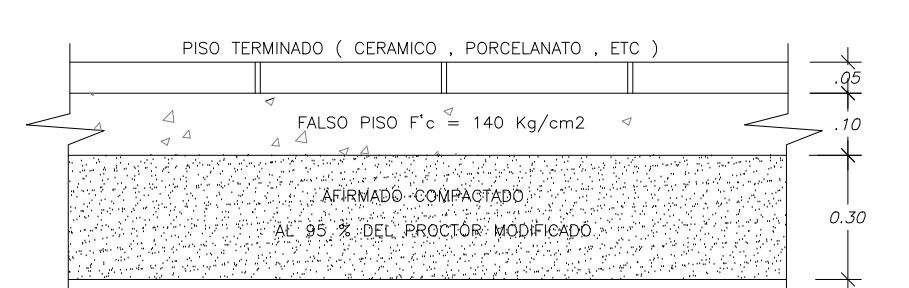 PISO TERMINADO ( CERAMICO , PORCELANATO , ETC )
.05
FALSO PISO F'c = 140 Kg/cm2
.10
AFIRMADO COMPACTADO
0.30
AL 95 % DEL PROCTOR MODIFICADO